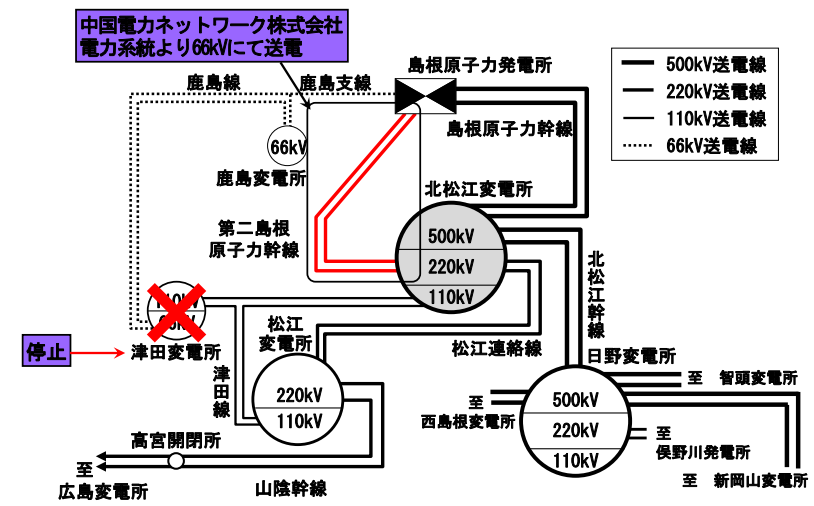 中国電力ネットワーク株式会社
電力系統より66kVにて送電
鹿島線
鹿島支線
島根原子力発電所
500kV送電線
220kV送電線
110kV送電線
66kV送電線
島根原子力幹線
66kV
鹿島変電所
北松江変電所
第二島根
原子力幹線
500kV
220kV
110kV
北松江幹線
110kV
66kV
停止
津田変電所
松江
変電所
松江連絡線
日野変電所
津田線
220kV
110kV
至 智頭変電所
至
西島根変電所
500kV
220kV
110kV
至
俣野川発電所
高宮開閉所
至
広島変電所
山陰幹線
至 新岡山変電所